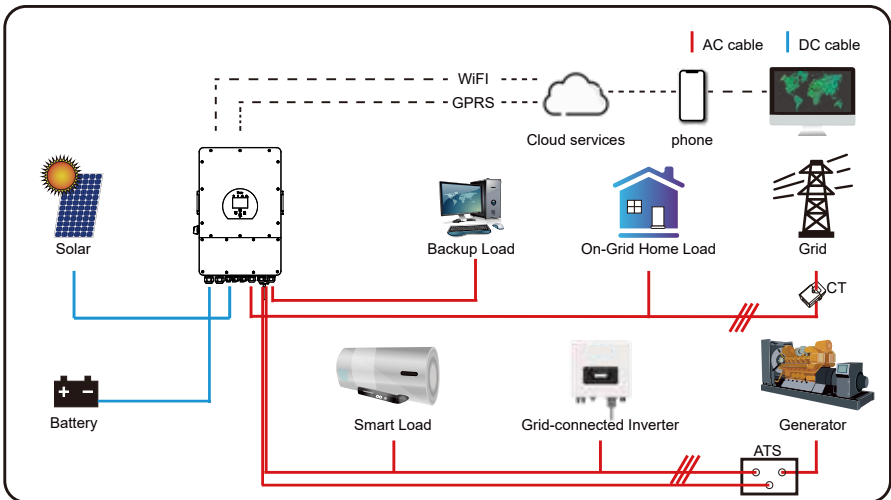 AC cable
DC cable
WiFI
GPRS
Cloud services
phone
Solar
Backup Load
On-Grid Home Load
Grid
CT
Battery
Smart Load
Grid-connected Inverter
Generator
ATS